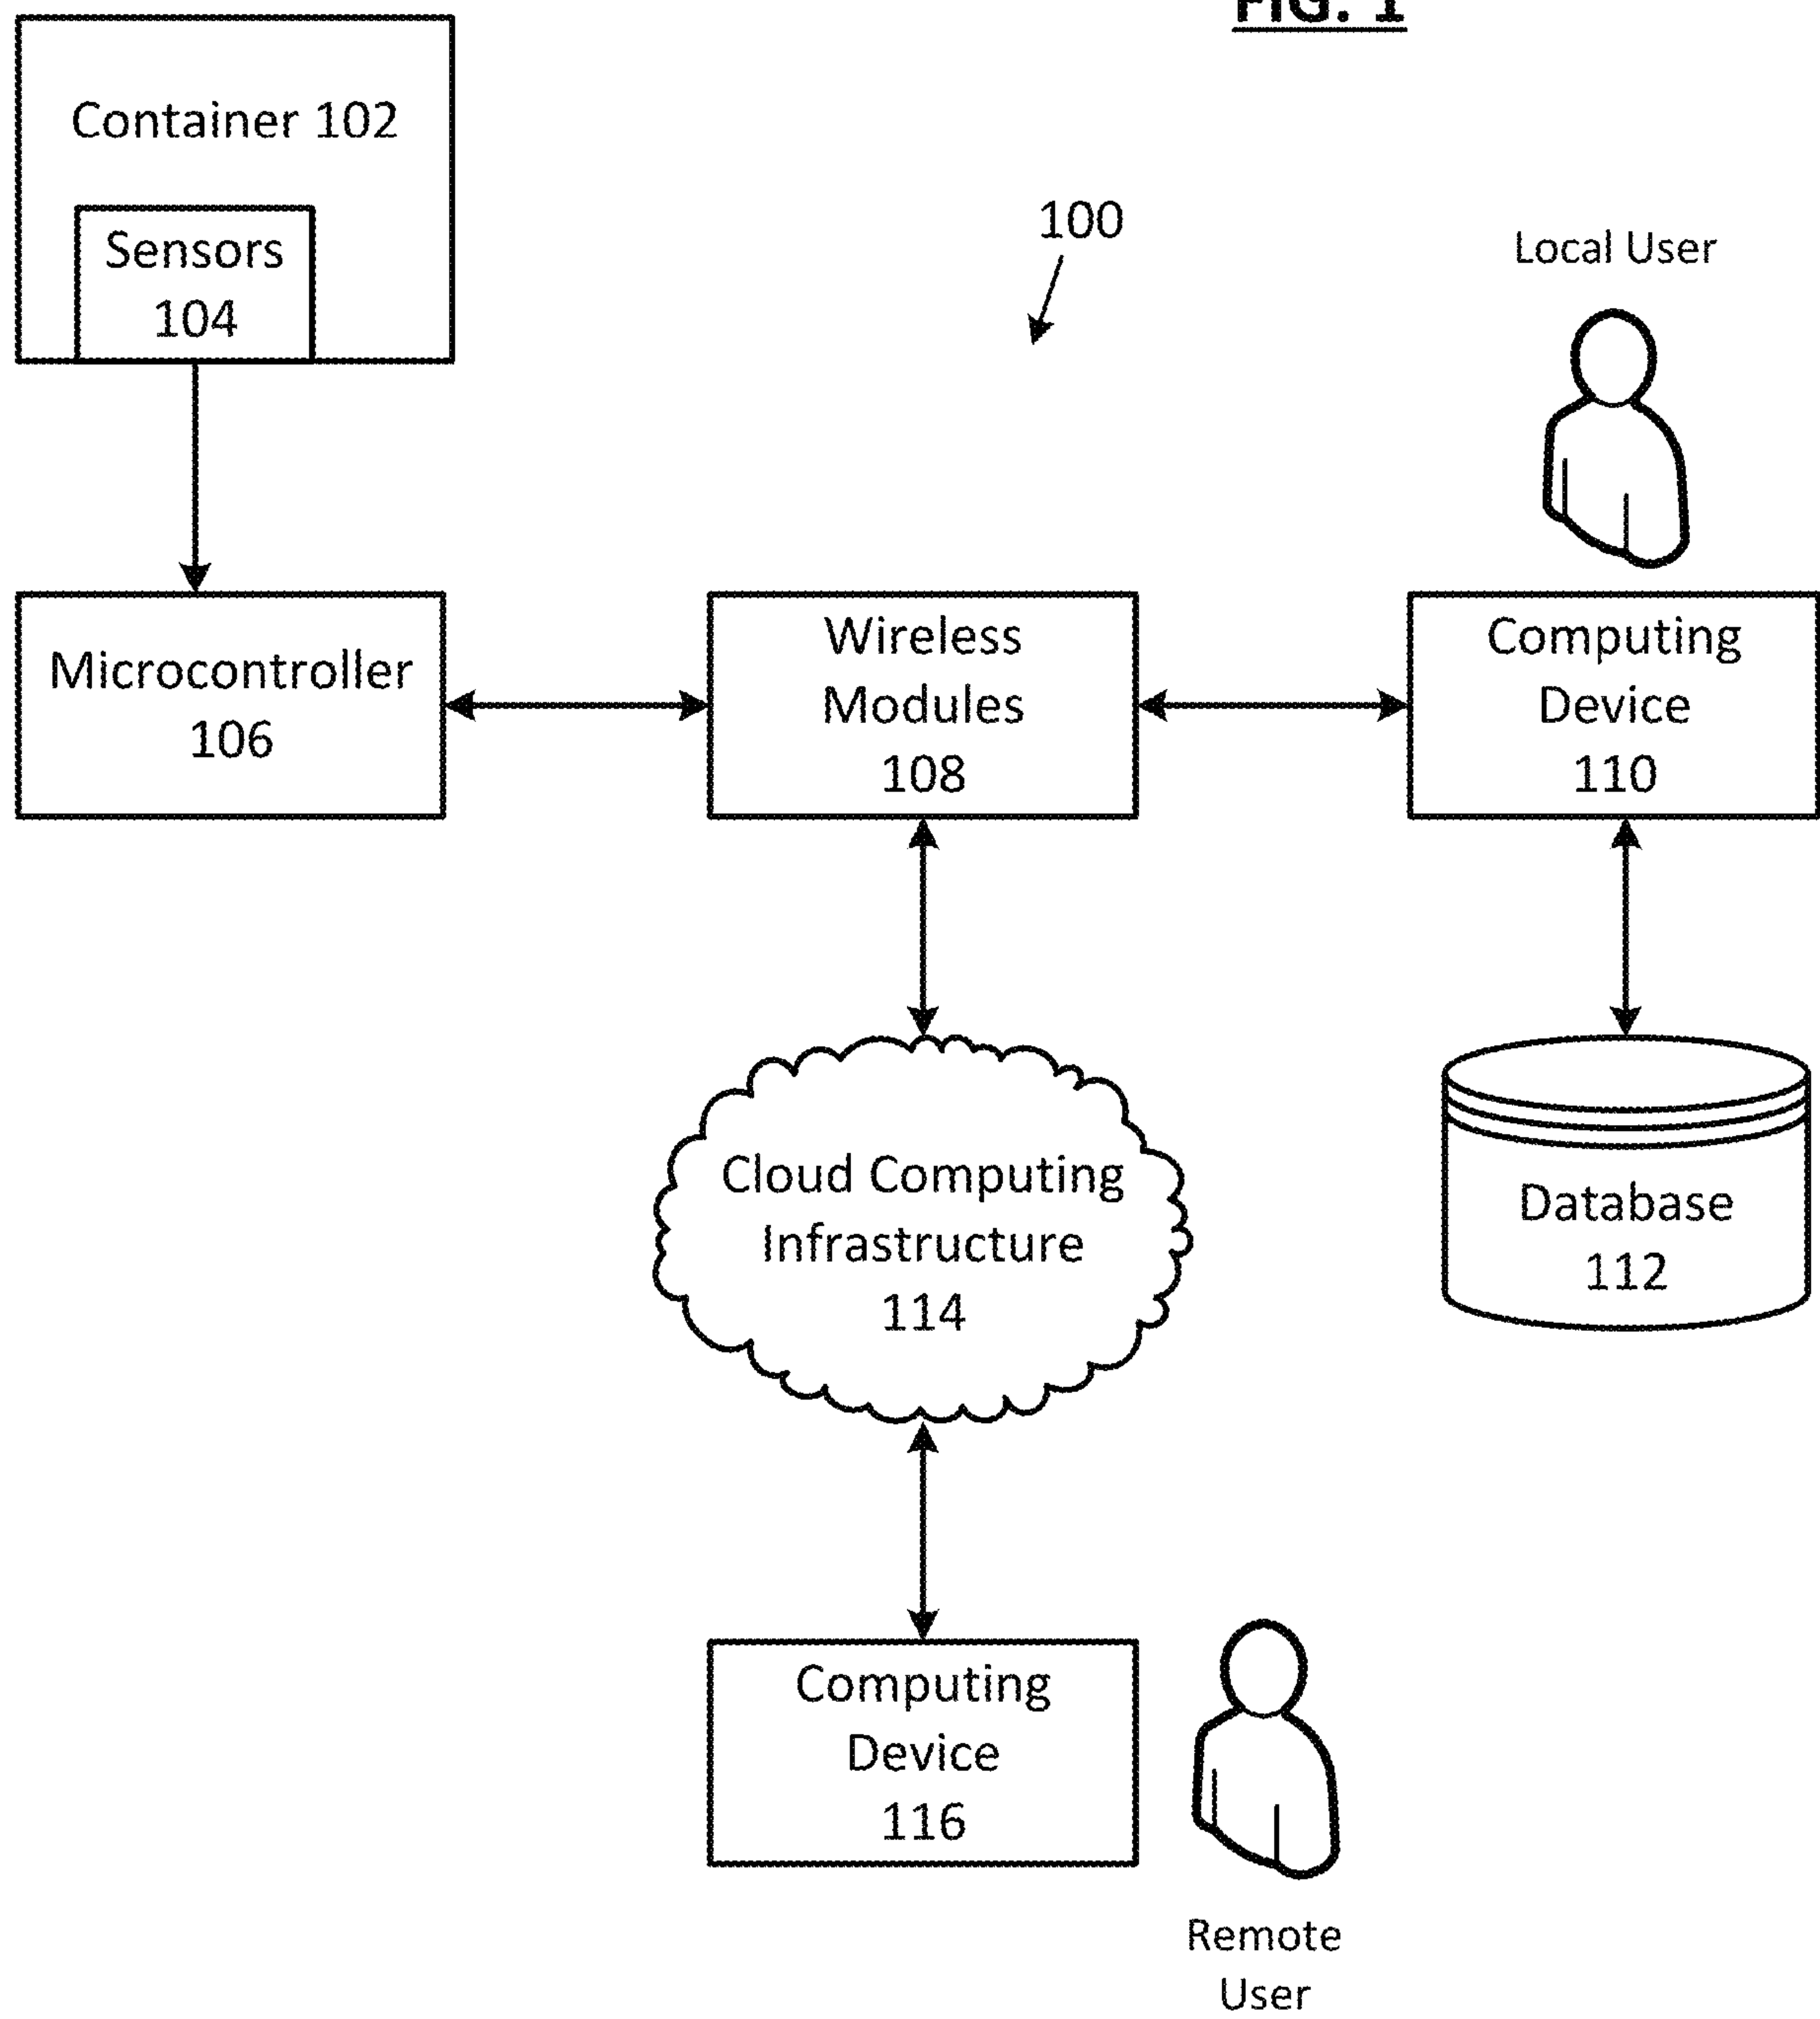 FIG. 1
Container 102
Sensors
104
100
Local User
Microcontroller
106
Wireless
Modules
108
Computing
Device
110
Cloud Computing
Infrastructure
114
Database
112
Computing
Device
116
Remote
User